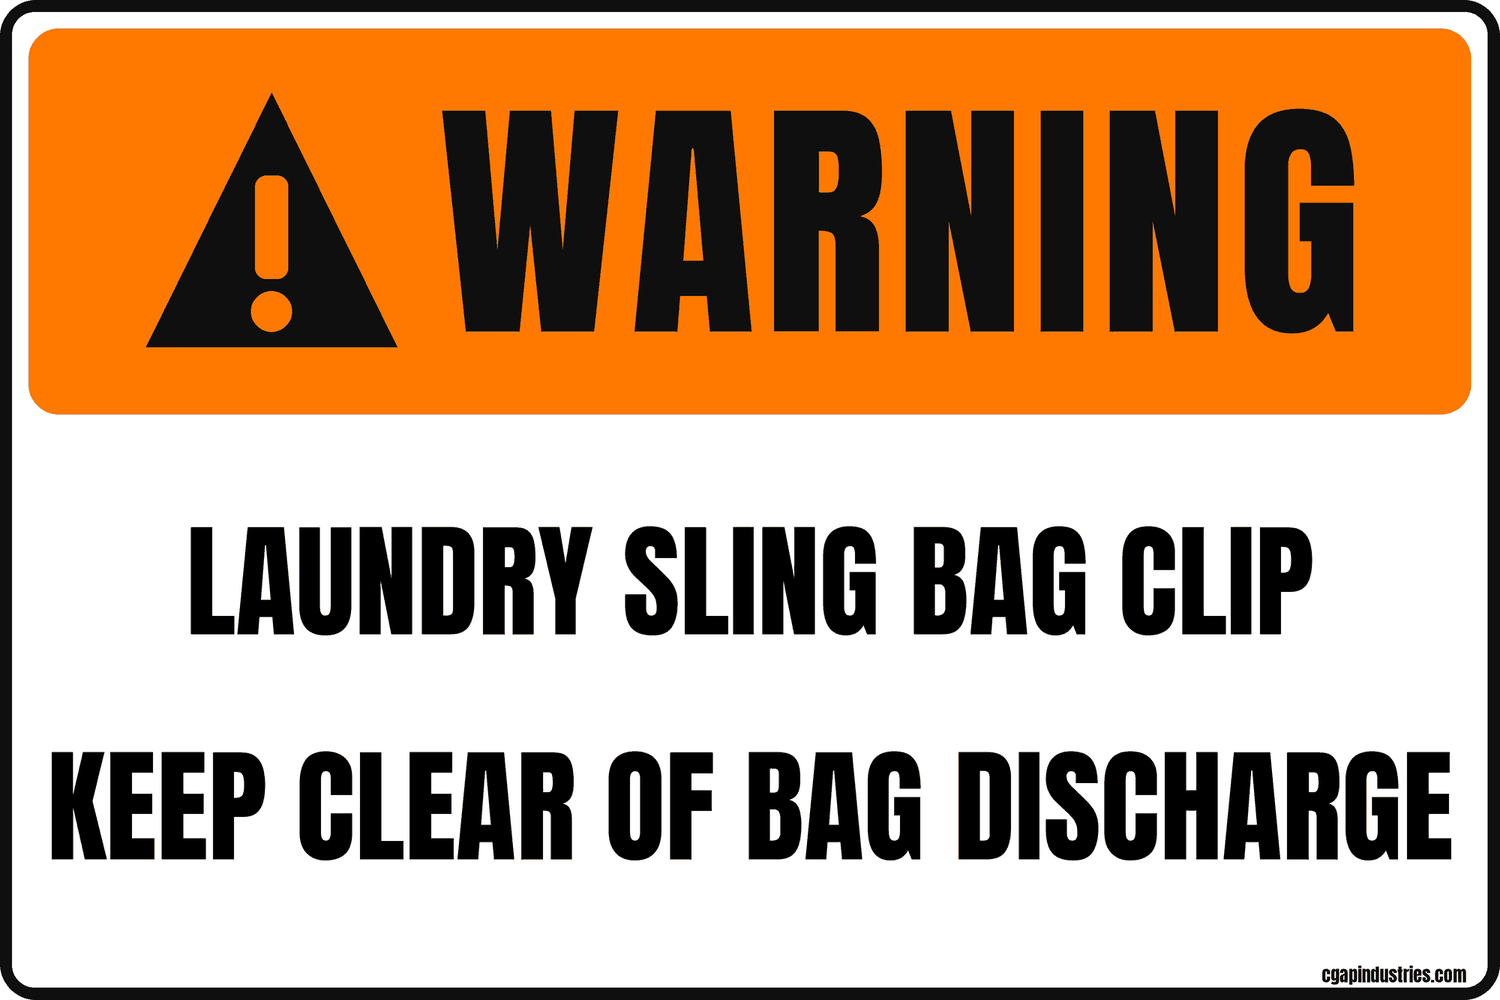 WARNING
LAUNDRY SLING BAG CLIP
KEEP CLEAR OF BAG DISCHARGE
cgapindustries.com